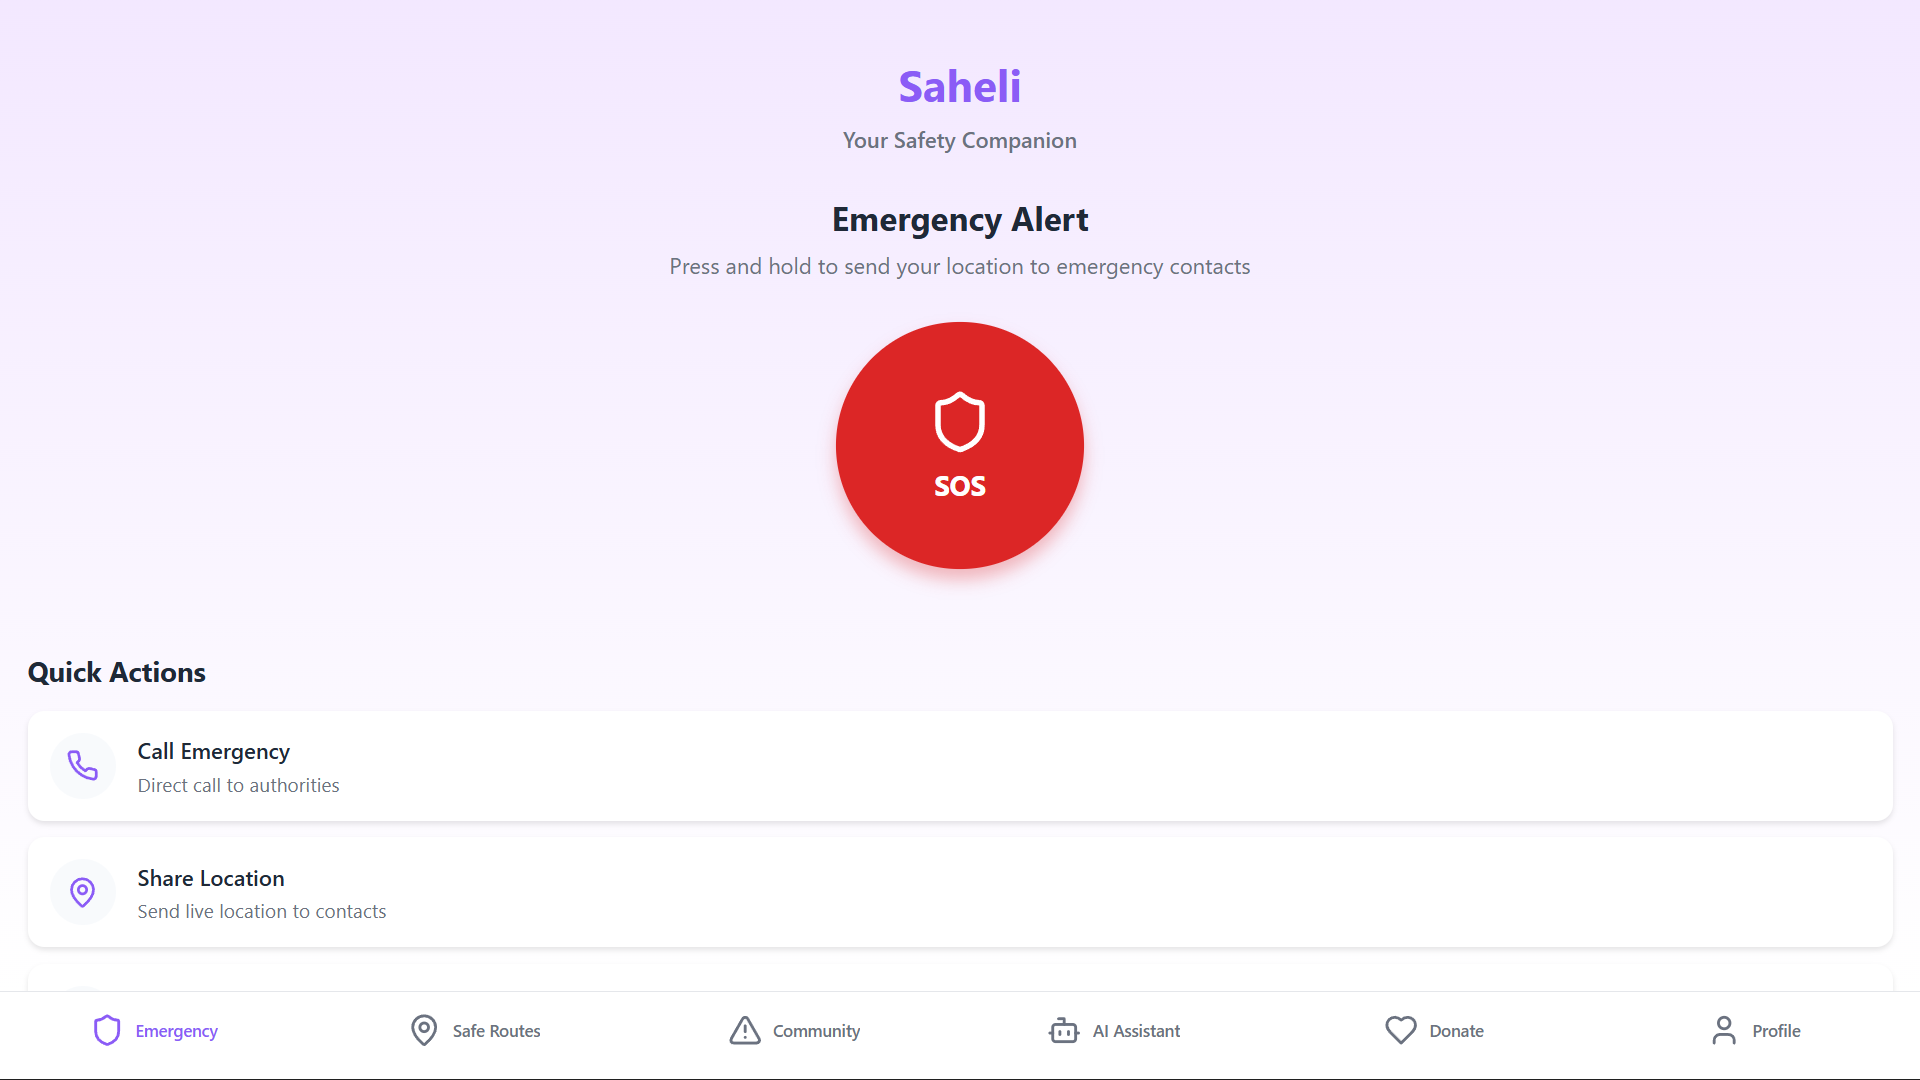 Saheli
Your Safety Companion
Emergency Alert
Press and hold to send your location to emergency contacts
SOS
Quick Actions
Call Emergency
Direct call to authorities
Share Location
Send live location to contacts
Emergency
Safe Routes
Community
AI Assistant
Donate
Profile